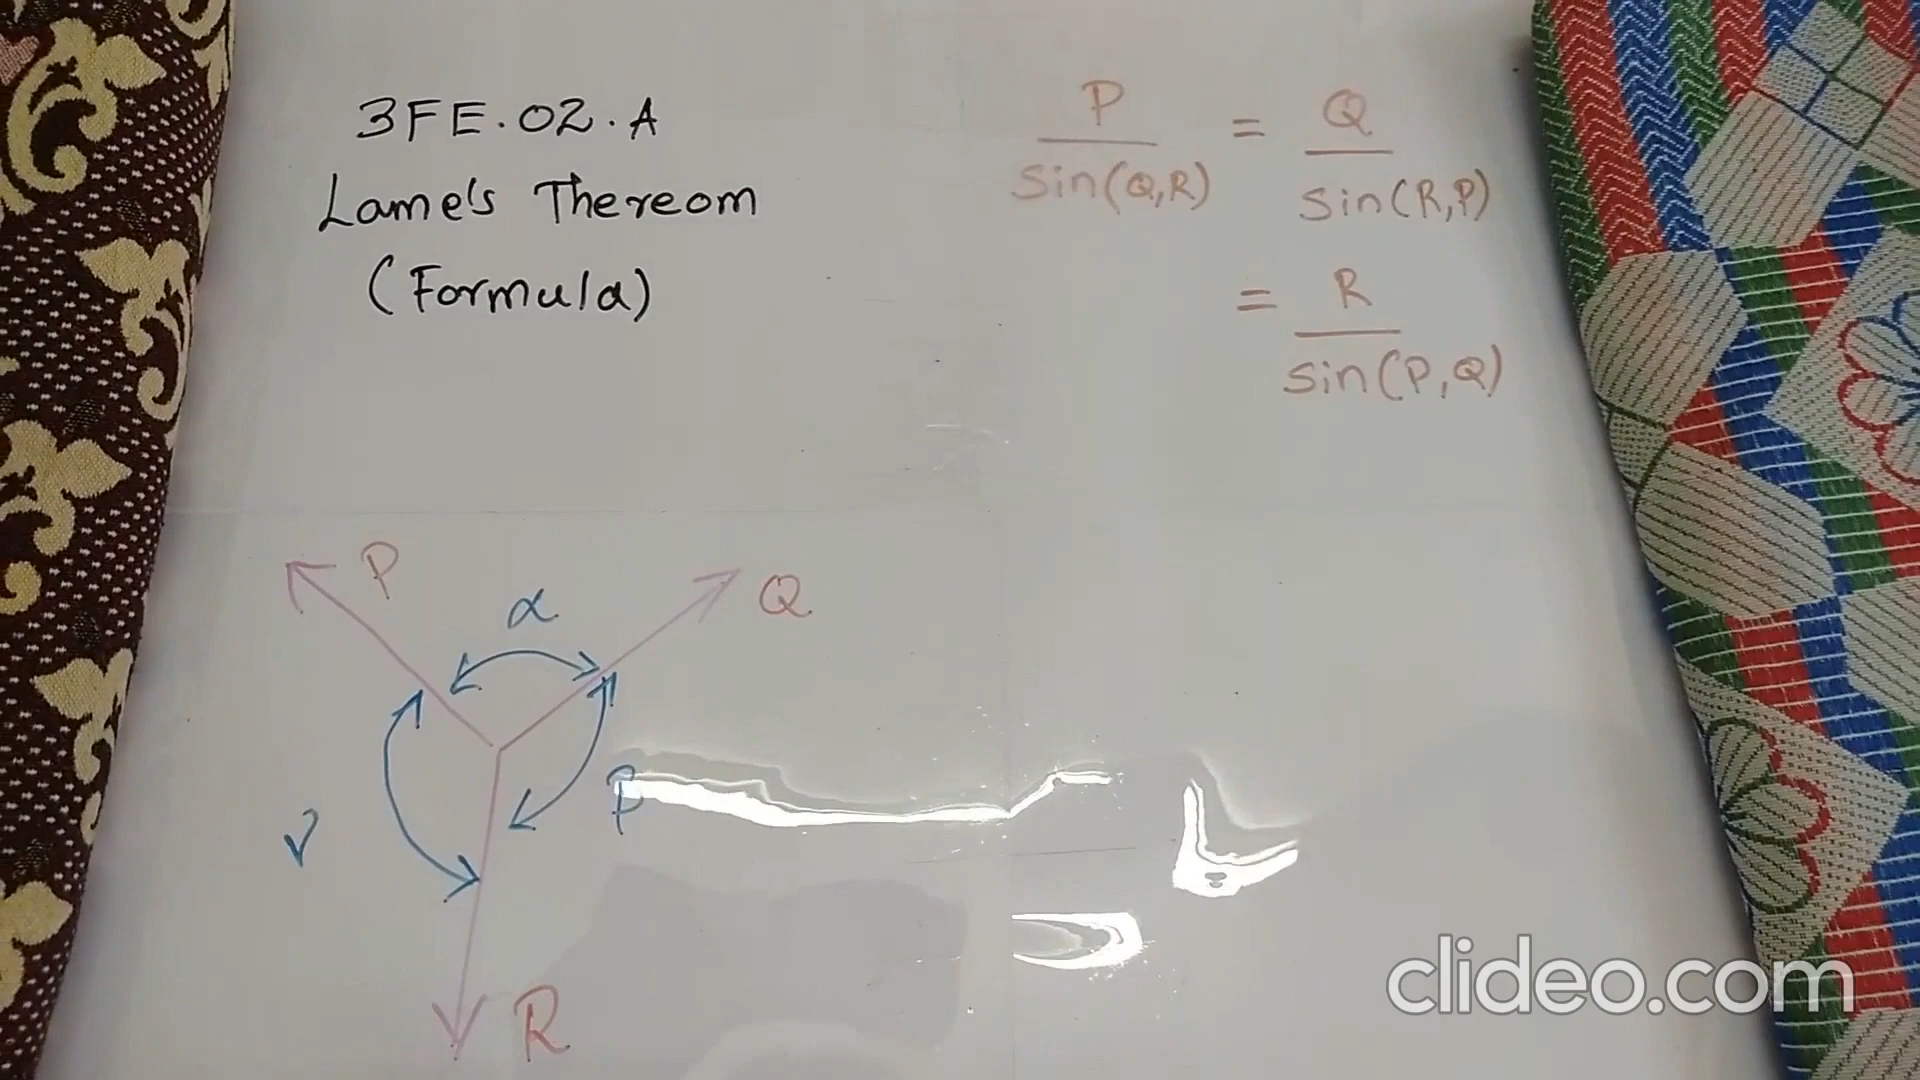 3FE.02.A
Lame's Thereom
(Formula)
P / sin(Q,R) = Q / sin(R,P)
= R / sin(P,Q)
P
Q
α
β
γ
R
clideo.com